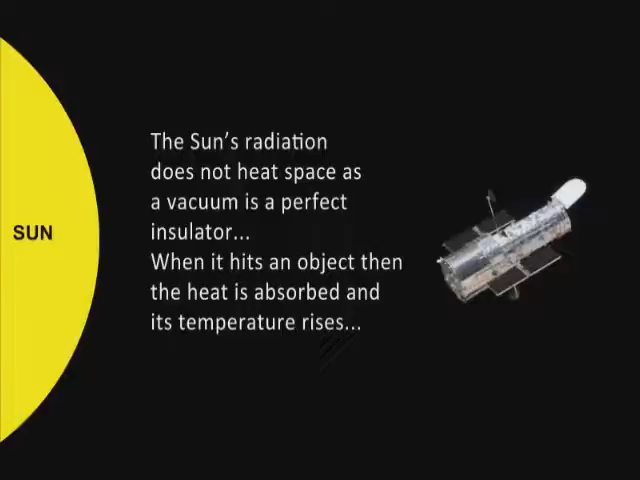 SUN
The Sun's radiation
does not heat space as
a vacuum is a perfect
insulator...
When it hits an object then
the heat is absorbed and
its temperature rises...